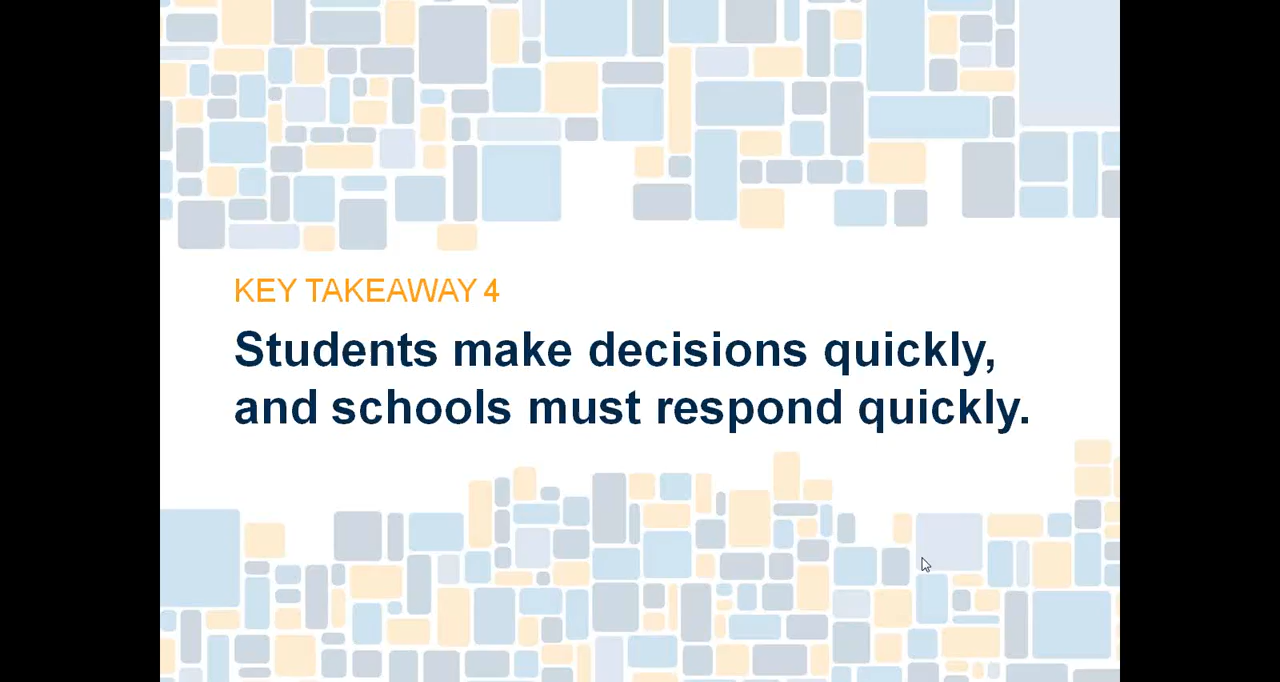 KEY TAKEAWAY 4
Students make decisions quickly,
and schools must respond quickly.